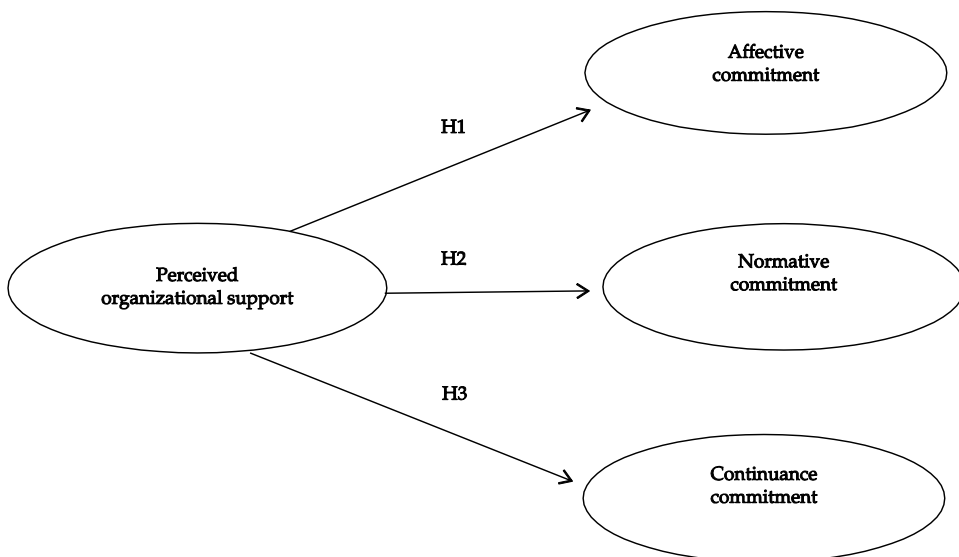 Affective
commitment
H1
Perceived
organizational support
H2
Normative
commitment
H3
Continuance
commitment